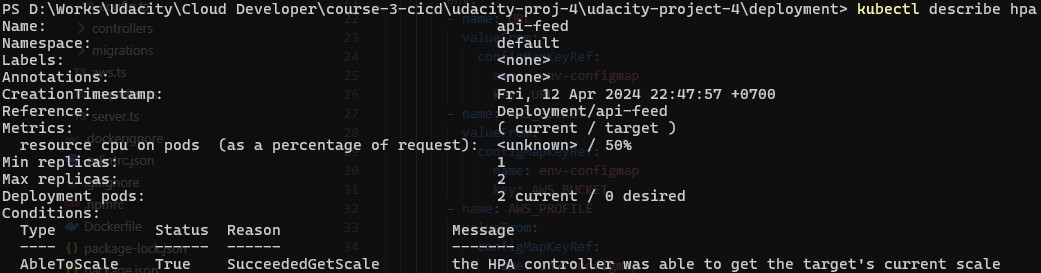 PS D:\Works\Udacity\Cloud Developer\course-3-cicd\udacity-proj-4\udacity-project-4\deployment> kubectl describe hpa
Name: api-feed
Namespace: default
Labels: <none>
Annotations: <none>
CreationTimestamp: Fri, 12 Apr 2024 22:47:57 +0700
Reference: Deployment/api-feed
Metrics: ( current / target )
resource cpu on pods (as a percentage of request): <unknown> / 50%
Min replicas: 1
Max replicas: 2
Deployment pods: 2 current / 0 desired
Conditions:
Type Status Reason Message
---- ------ ------ -------
AbleToScale True SucceededGetScale the HPA controller was able to get the target's current scale